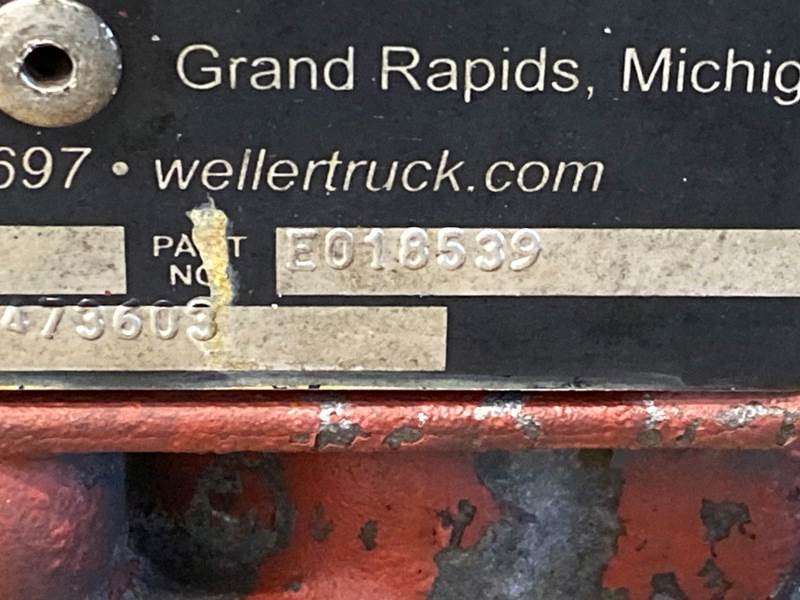 Grand Rapids, Michig
697 • wellertruck.com
PART NO. E018539
473603